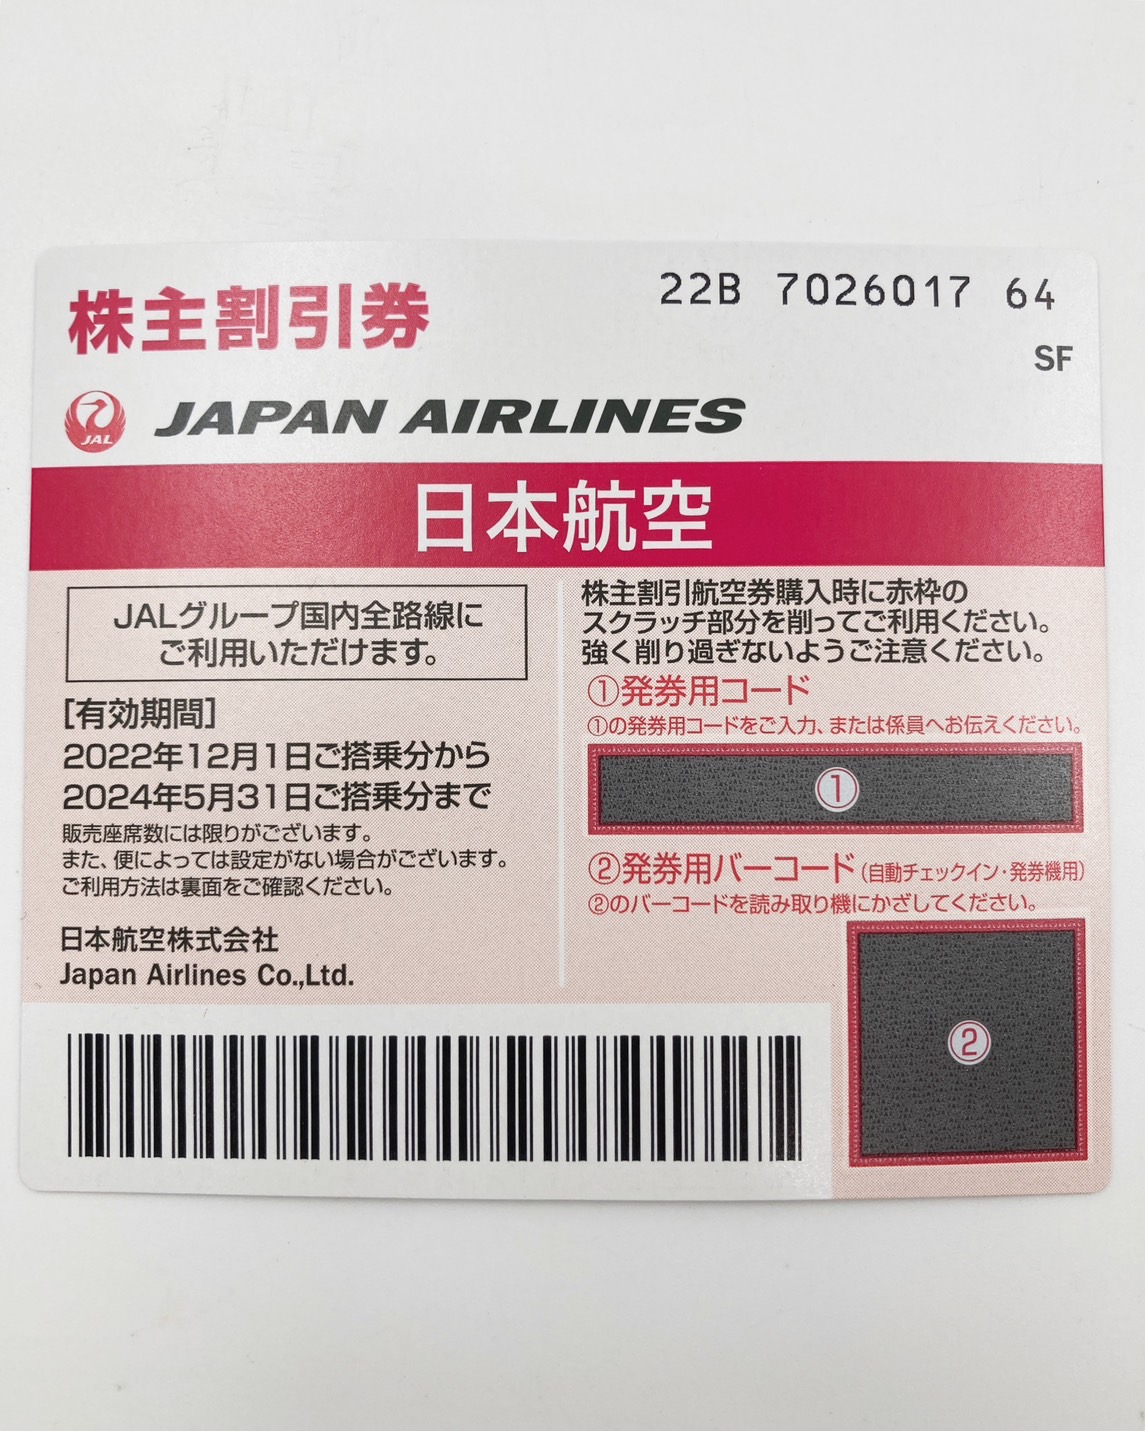 株主割引券
22B 7026017 64
SF
JAL
JAPAN AIRLINES
日本航空
JALグループ国内全路線に
ご利用いただけます。
[有効期間]
2022年12月1日ご搭乗分から
2024年5月31日ご搭乗分まで
販売座席数には限りがございます。
また、便によっては設定がない場合がございます。
ご利用方法は裏面をご確認ください。
日本航空株式会社
Japan Airlines Co.,Ltd.
株主割引航空券購入時に赤枠の
スクラッチ部分を削ってご利用ください。
強く削り過ぎないようご注意ください。
①発券用コード
①の発券用コードをご入力、または係員へお伝えください。
①
②発券用バーコード(自動チェックイン・発券機用)
②のバーコードを読み取り機にかざしてください。
②